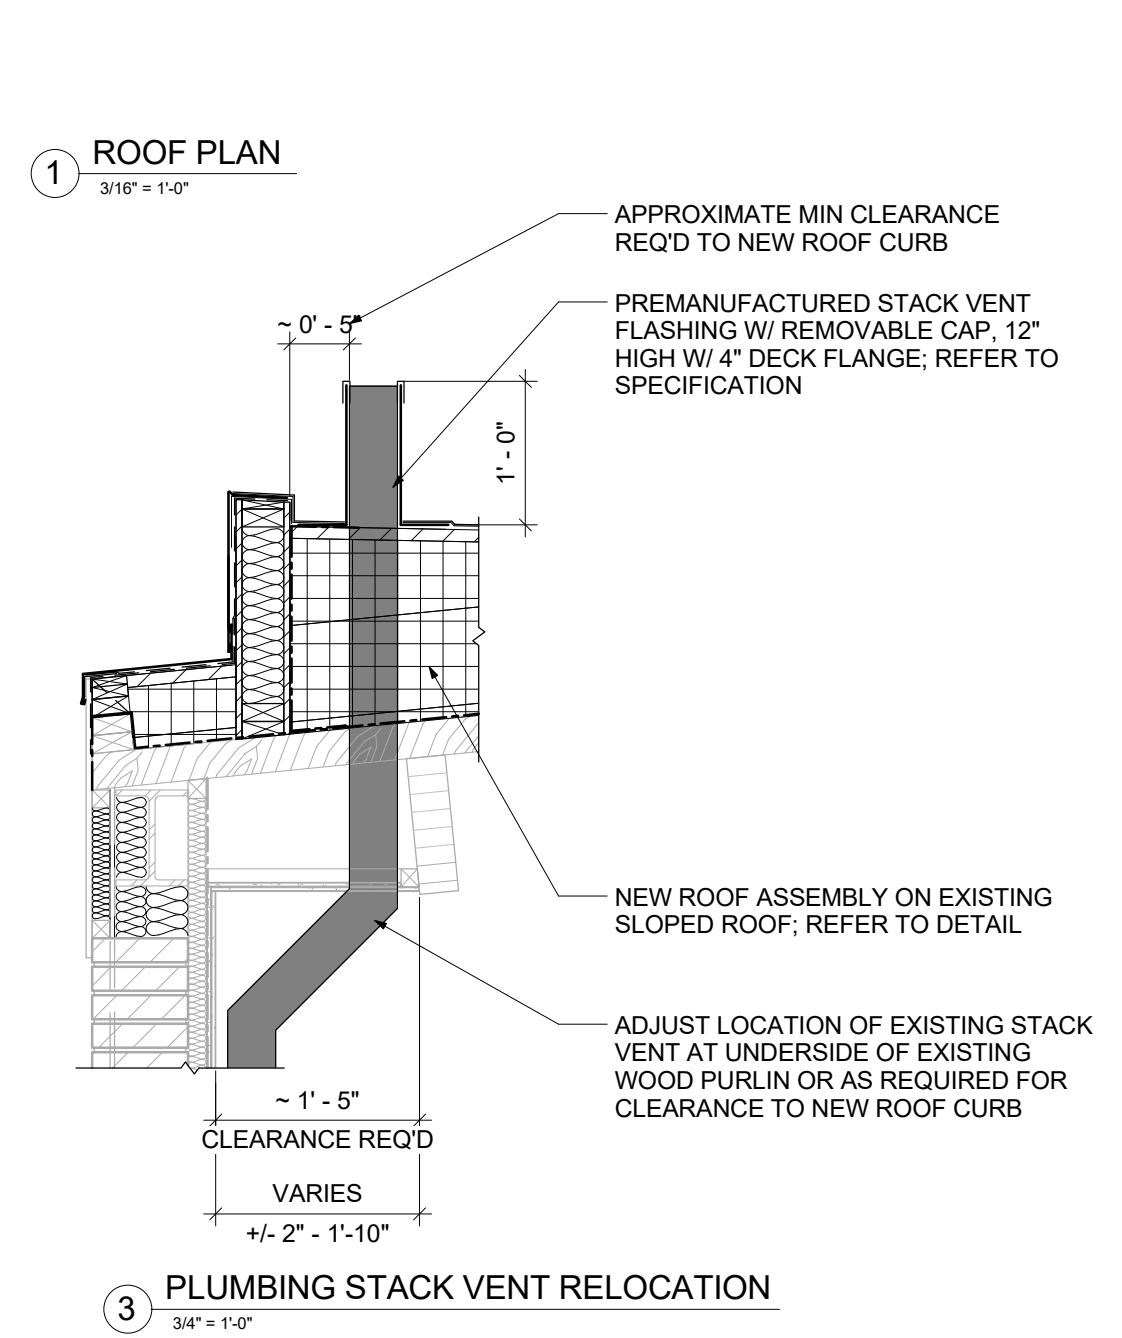 1
ROOF PLAN
3/16" = 1'-0"
APPROXIMATE MIN CLEARANCE
REQ'D TO NEW ROOF CURB
PREMANUFACTURED STACK VENT
FLASHING W/ REMOVABLE CAP, 12"
HIGH W/ 4" DECK FLANGE; REFER TO
SPECIFICATION
~ 0' - 5"
1' - 0"
NEW ROOF ASSEMBLY ON EXISTING
SLOPED ROOF; REFER TO DETAIL
ADJUST LOCATION OF EXISTING STACK
VENT AT UNDERSIDE OF EXISTING
WOOD PURLIN OR AS REQUIRED FOR
CLEARANCE TO NEW ROOF CURB
~ 1' - 5"
CLEARANCE REQ'D
VARIES
+/- 2" - 1'-10"
3
PLUMBING STACK VENT RELOCATION
3/4" = 1'-0"